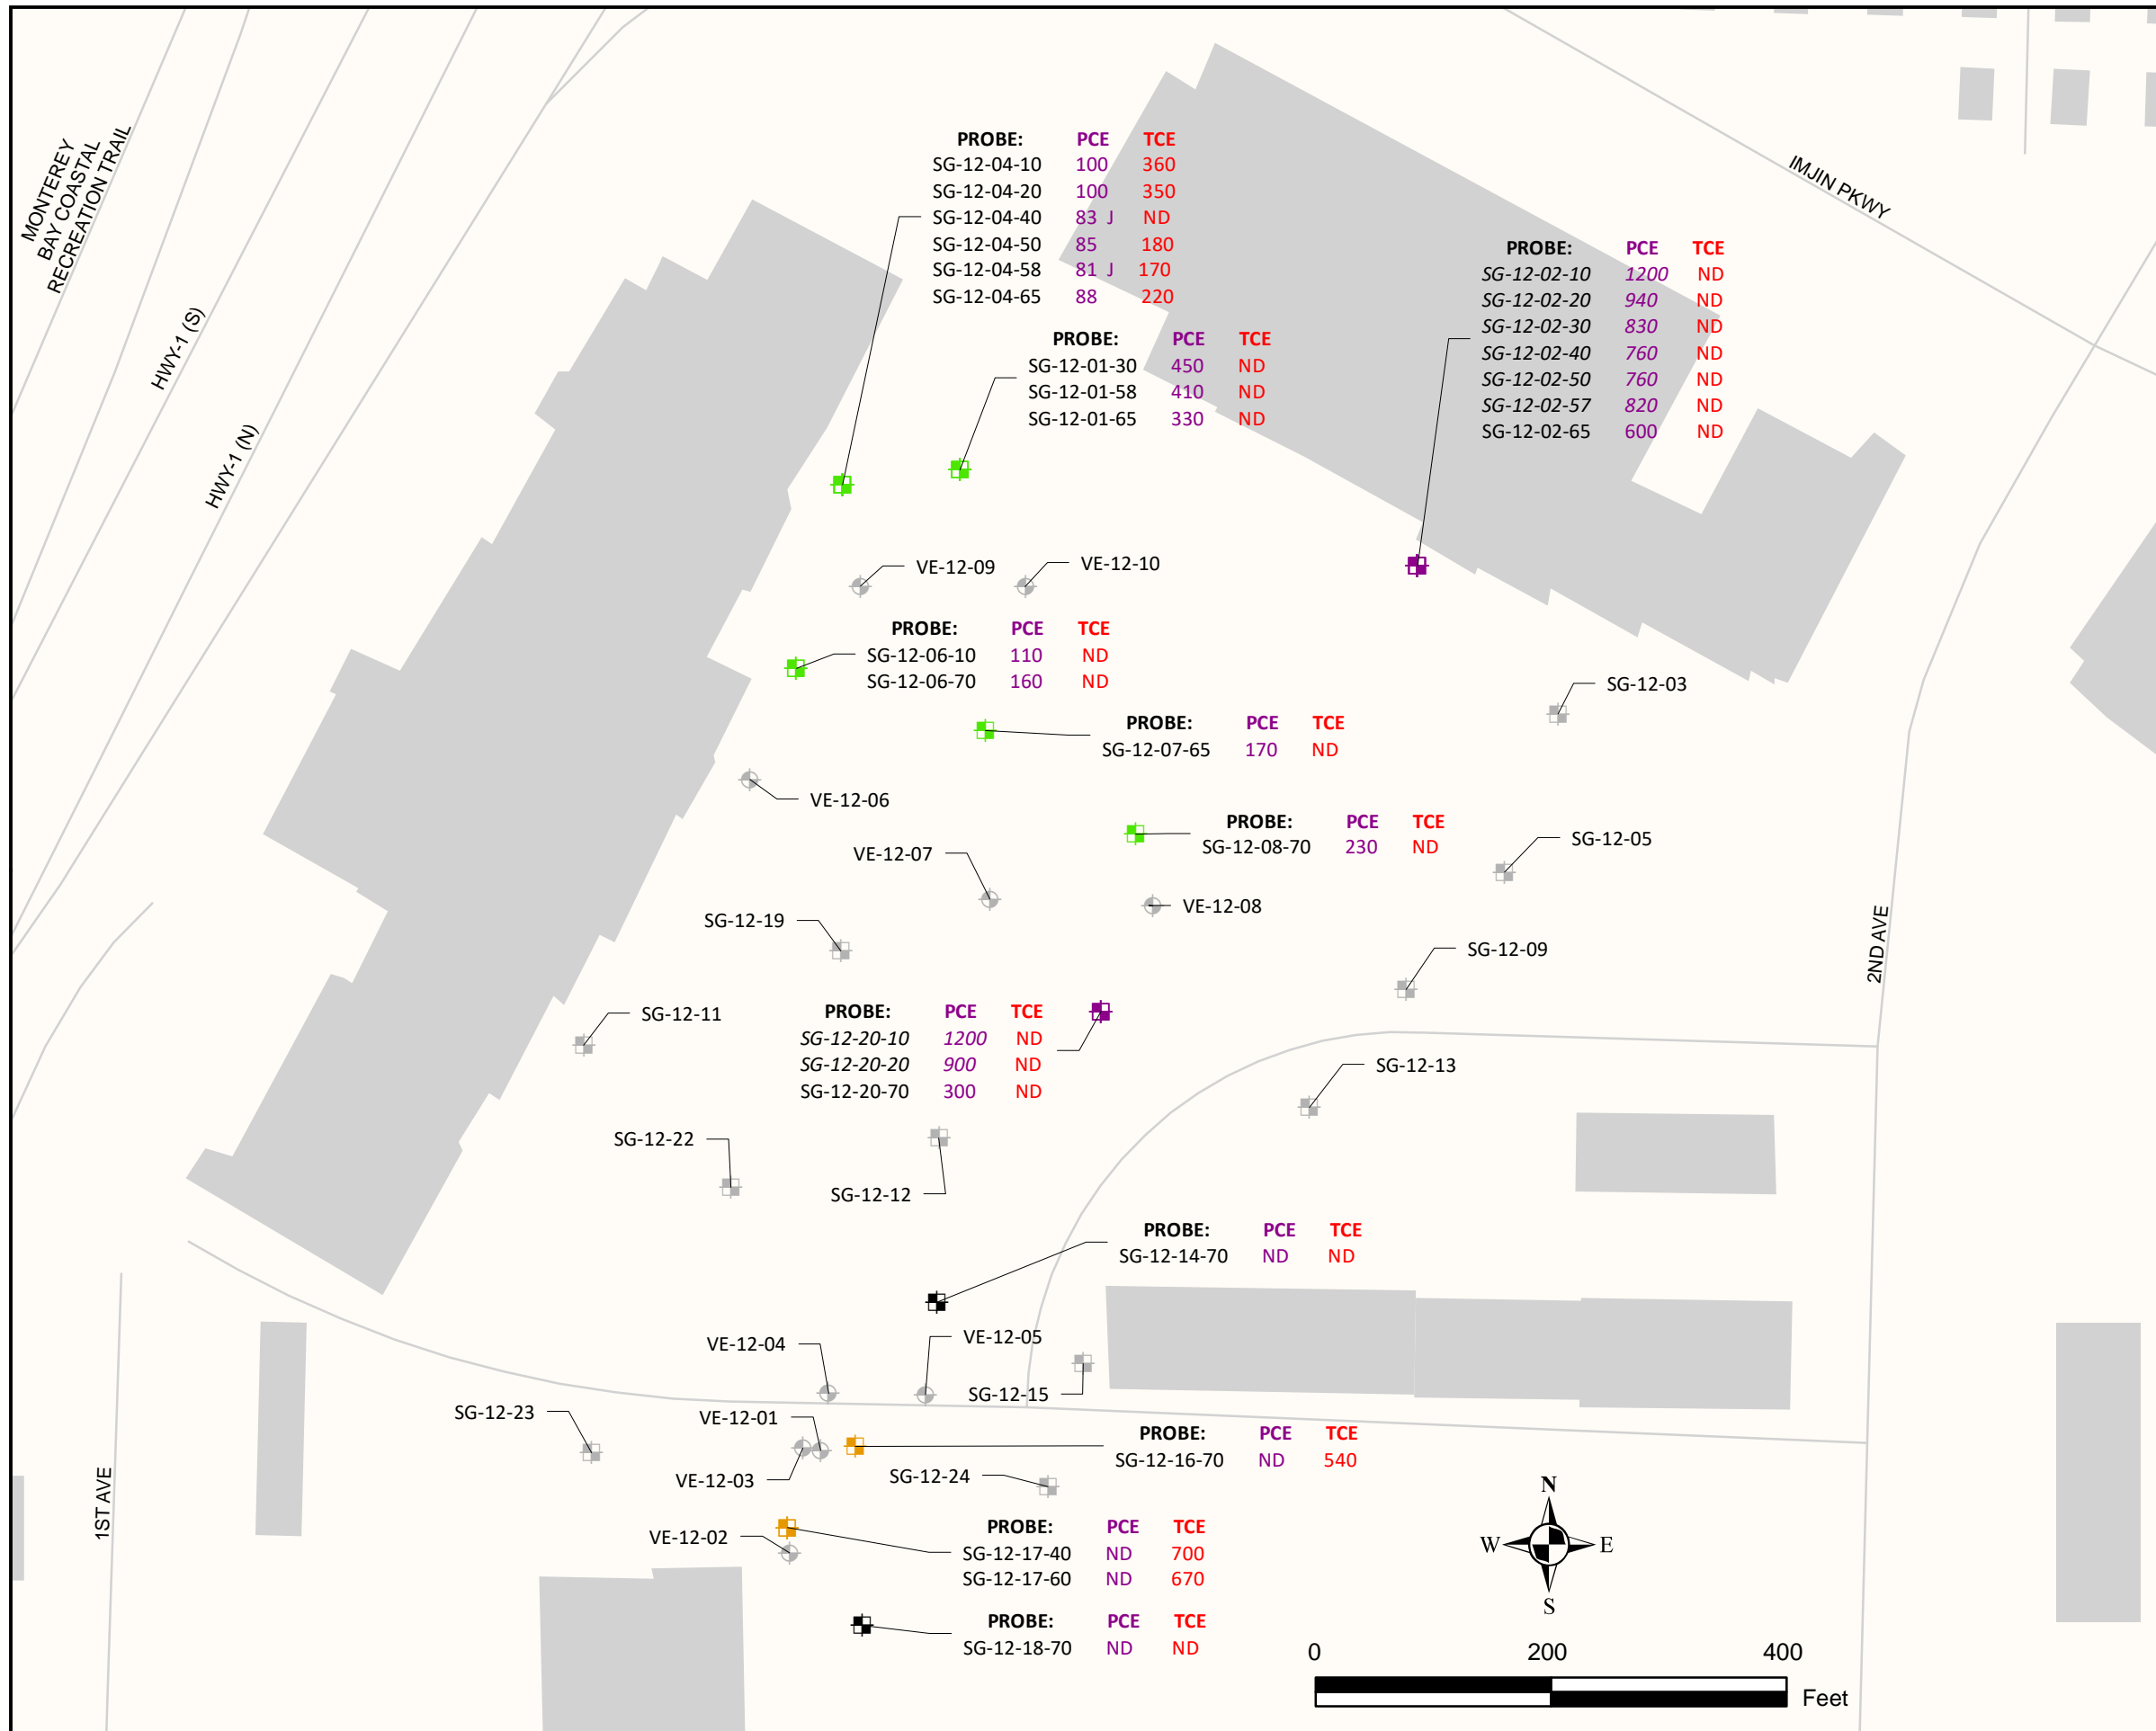 MONTEREY
BAY COASTAL
RECREATION TRAIL
HWY-1 (S)
HWY-1 (N)
IMJIN PKWY
PROBE: PCE TCE
SG-12-04-10 100 360
SG-12-04-20 100 350
SG-12-04-40 83 J ND
SG-12-04-50 85 180
SG-12-04-58 81 J 170
SG-12-04-65 88 220
PROBE: PCE TCE
SG-12-02-10 1200 ND
SG-12-02-20 940 ND
SG-12-02-30 830 ND
SG-12-02-40 760 ND
SG-12-02-50 760 ND
SG-12-02-57 820 ND
SG-12-02-65 600 ND
PROBE: PCE TCE
SG-12-01-30 450 ND
SG-12-01-58 410 ND
SG-12-01-65 330 ND
VE-12-09
VE-12-10
PROBE: PCE TCE
SG-12-06-10 110 ND
SG-12-06-70 160 ND
SG-12-03
PROBE: PCE TCE
SG-12-07-65 170 ND
VE-12-06
PROBE: PCE TCE
SG-12-08-70 230 ND
SG-12-05
VE-12-07
VE-12-08
SG-12-19
SG-12-09
2ND AVE
SG-12-11
PROBE: PCE TCE
SG-12-20-10 1200 ND
SG-12-20-20 900 ND
SG-12-20-70 300 ND
SG-12-13
SG-12-22
SG-12-12
PROBE: PCE TCE
SG-12-14-70 ND ND
VE-12-04
VE-12-05
SG-12-15
SG-12-23
VE-12-01
PROBE: PCE TCE
SG-12-16-70 ND 540
VE-12-03
SG-12-24
1ST AVE
VE-12-02
PROBE: PCE TCE
SG-12-17-40 ND 700
SG-12-17-60 ND 670
PROBE: PCE TCE
SG-12-18-70 ND ND
N
W E
S
0 200 400
Feet